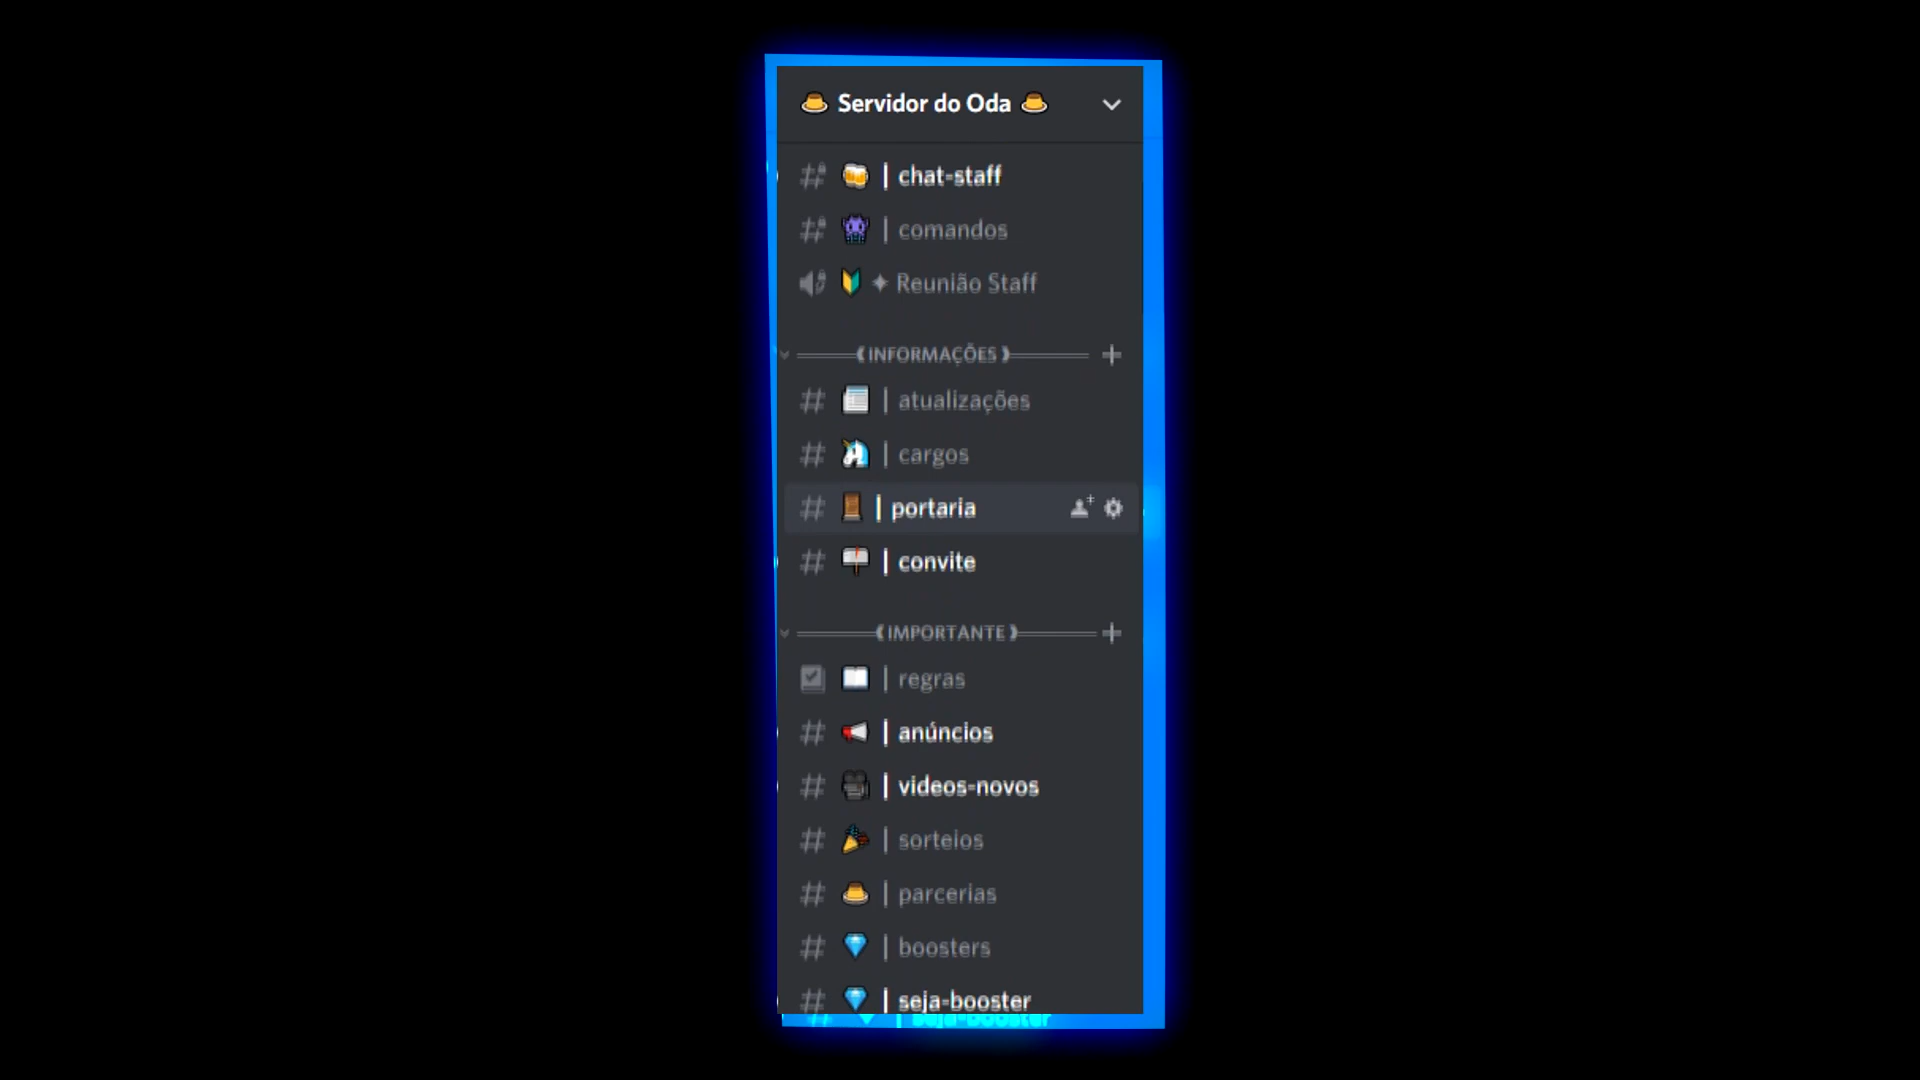 🍮 Servidor do Oda 🍮
# 🍻 | chat-staff
# 👾 | comandos
🔰 ✦ Reunião Staff
═════❰ INFORMAÇÕES ❱═════ +
# 📰 | atualizações
# 🦄 | cargos
# 🚪 | portaria
# 🪧 | convite
═════❰ IMPORTANTE ❱═════ +
📖 | regras
# 📢 | anúncios
# 🎥 | videos-novos
# 🎉 | sorteios
# 🍮 | parcerias
# 💎 | boosters
# 💎 | seja-booster